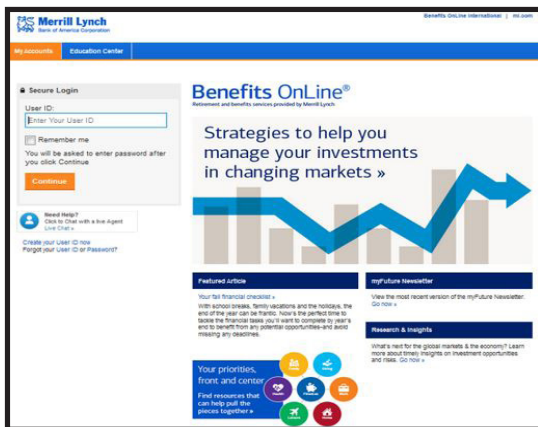 Merrill Lynch
Bank of America Corporation
Benefits OnLine International | ml.com
My Accounts
Education Center
Secure Login
User ID:
Enter Your User ID
Remember me
You will be asked to enter password after
you click Continue
Continue
Need Help?
Click to Chat with a live Agent
Live Chat »
Create your User ID now
Forgot your User ID or Password?
Benefits OnLine®
Retirement and benefits services provided by Merrill Lynch.
Strategies to help you
manage your investments
in changing markets »
Featured Article
Your fall financial checklist »
With school breaks, family vacations and the holidays, the
end of the year can be frantic. Now's the perfect time to
tackle the financial tasks you'll want to complete by year's
end to benefit from any potential opportunities—and avoid
missing any deadlines.
myFuture Newsletter
View the most recent version of the myFuture Newsletter.
Go now »
Research & Insights
What's next for the global markets & the economy? Learn
more about timely insights on investment opportunities
and risks. Go now »
Your priorities,
front and center
Find resources that
can help pull the
pieces together »
Health
Finance
Home